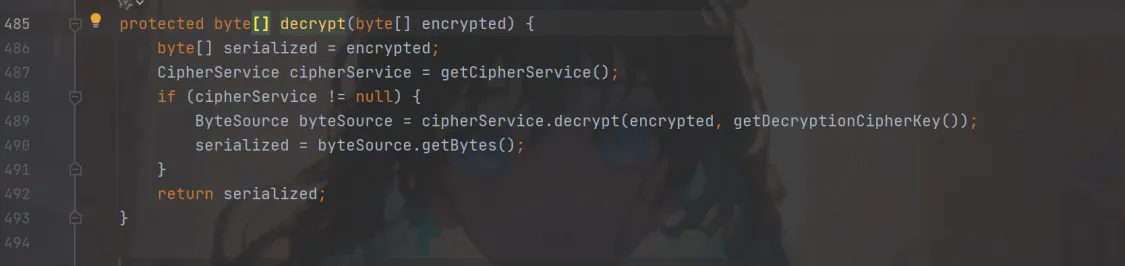 485 protected byte[] decrypt(byte[] encrypted) {
486     byte[] serialized = encrypted;
487     CipherService cipherService = getCipherService();
488     if (cipherService != null) {
489         ByteSource byteSource = cipherService.decrypt(encrypted, getDecryptionCipherKey());
490         serialized = byteSource.getBytes();
491     }
492     return serialized;
493 }
494